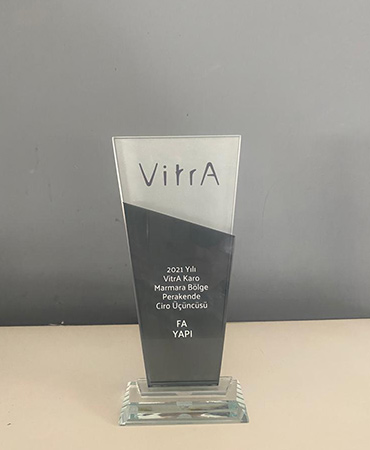 VitrA
2021 Yılı
VitrA Karo
Marmara Bölge
Perakende
Ciro Üçüncüsü
FA
YAPI